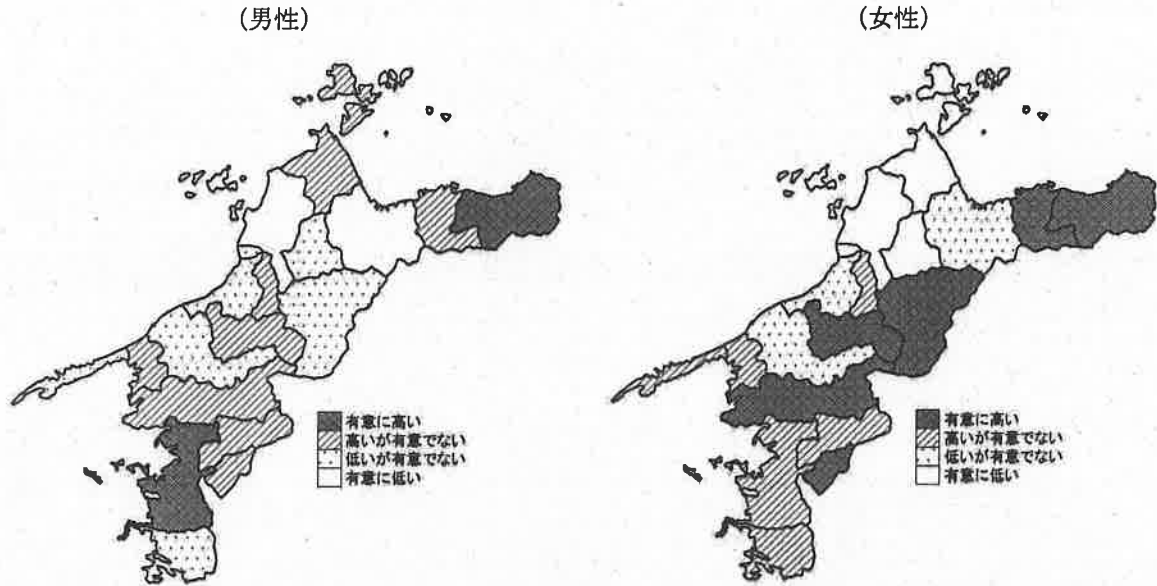 (男性)
(女性)
有意に高い
高いが有意でない
低いが有意でない
有意に低い
有意に高い
高いが有意でない
低いが有意でない
有意に低い